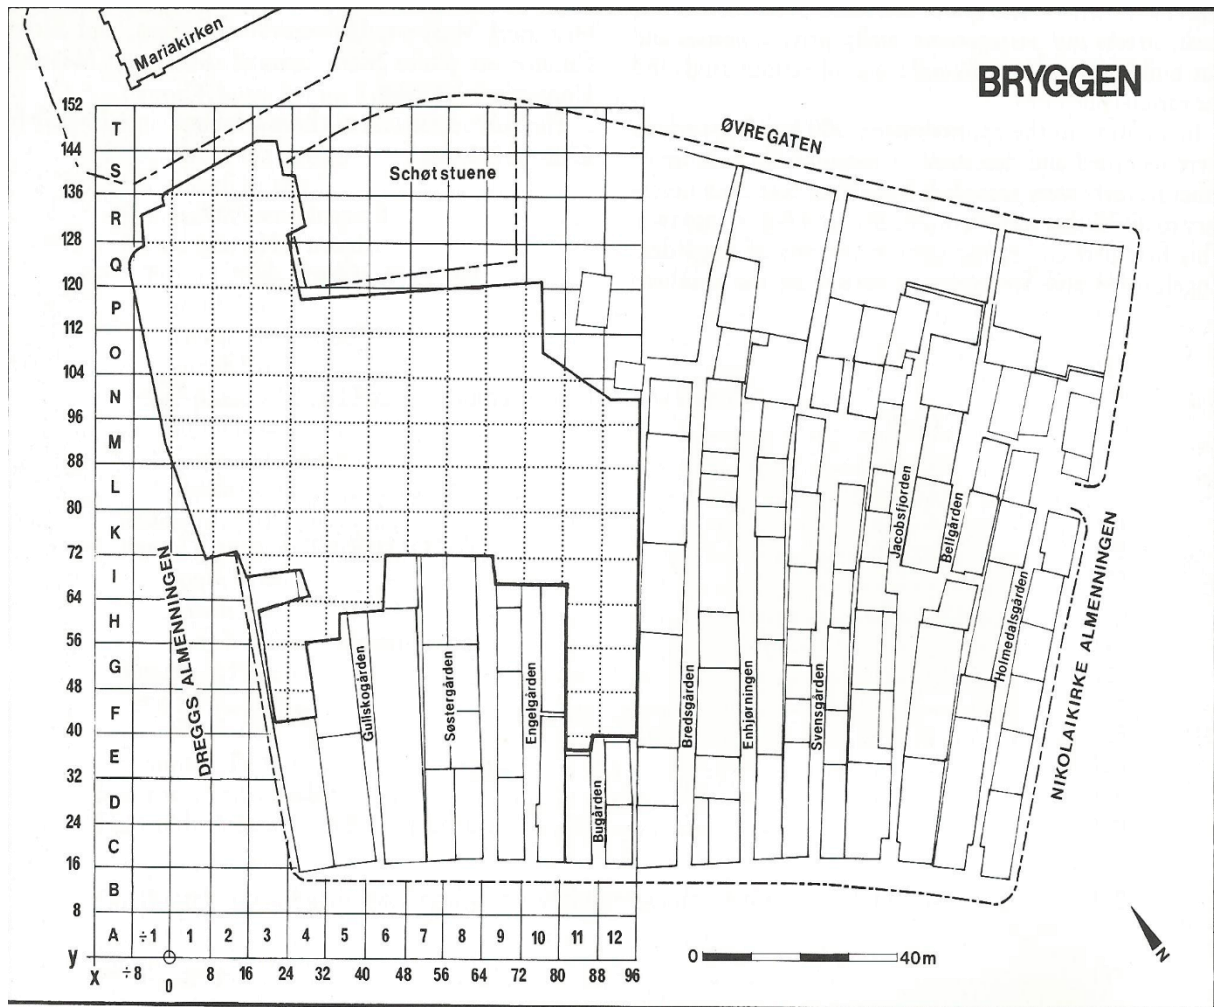 BRYGGEN
Mariakirken
ØVREGATEN
Schøtstuene
152
T
144
S
136
R
128
Q
120
P
112
O
104
N
96
M
88
L
80
K
72
I
64
H
56
G
48
F
40
E
32
D
24
C
16
B
8
A
÷1 1 2 3 4 5 6 7 8 9 10 11 12
y
x ÷8 0 8 16 24 32 40 48 56 64 72 80 88 96
DREGGS ALMENNINGEN
Gullskogården
Søstergården
Engelgården
Bugården
Bredsgården
Enhjørningen
Svensgården
Jacobsfjorden
Bellgården
Holmedalsgården
NIKOLAIKIRKE ALMENNINGEN
0 40m
N